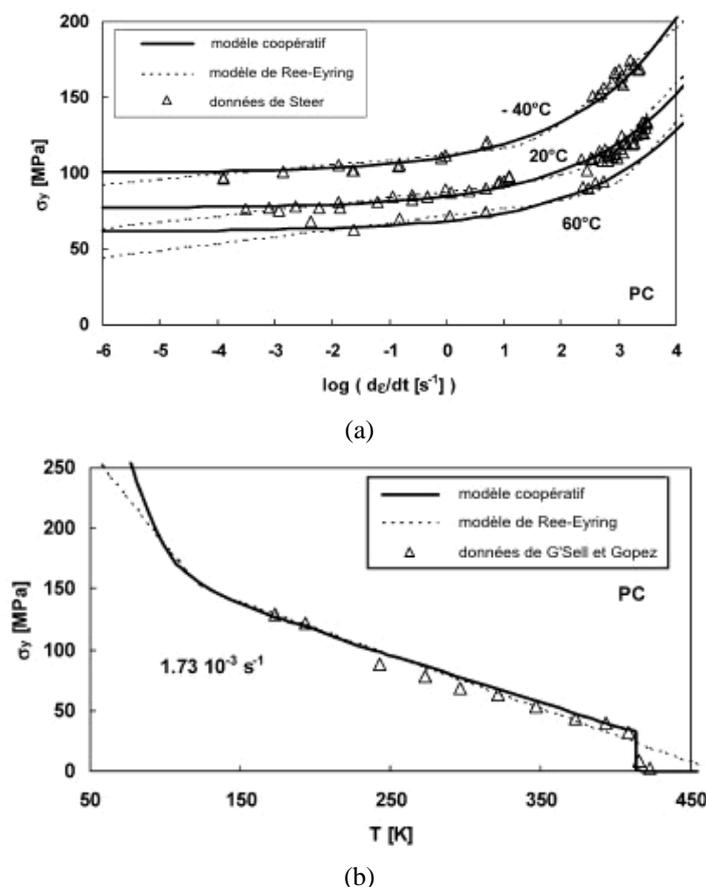 200
150
100
50
0
σy [MPa]
modèle coopératif
modèle de Ree-Eyring
données de Steer
- 40°C
20°C
60°C
PC
-6 -5 -4 -3 -2 -1 0 1 2 3 4
log ( dε/dt [s-1] )
(a)
250
200
150
100
50
0
σy [MPa]
modèle coopératif
modèle de Ree-Eyring
données de G'Sell et Gopez
PC
1.73 10-3 s-1
50 150 250 350 450
T [K]
(b)